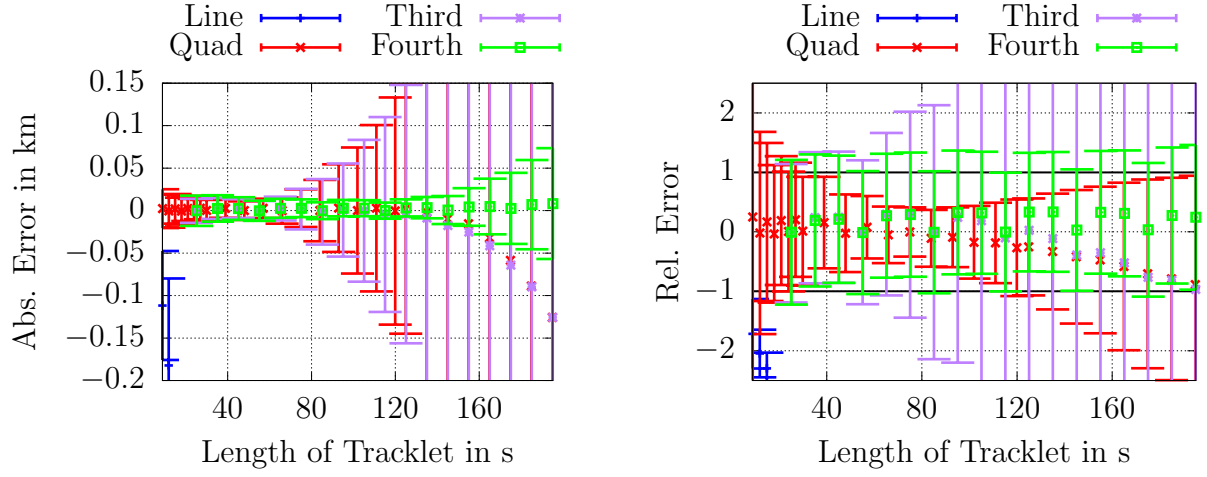 Line Third
Quad Fourth
0.15
0.1
0.05
0
−0.05
−0.1
−0.15
−0.2
40 80 120 160
Abs. Error in km
Length of Tracklet in s
Line Third
Quad Fourth
2
1
0
−1
−2
40 80 120 160
Rel. Error
Length of Tracklet in s